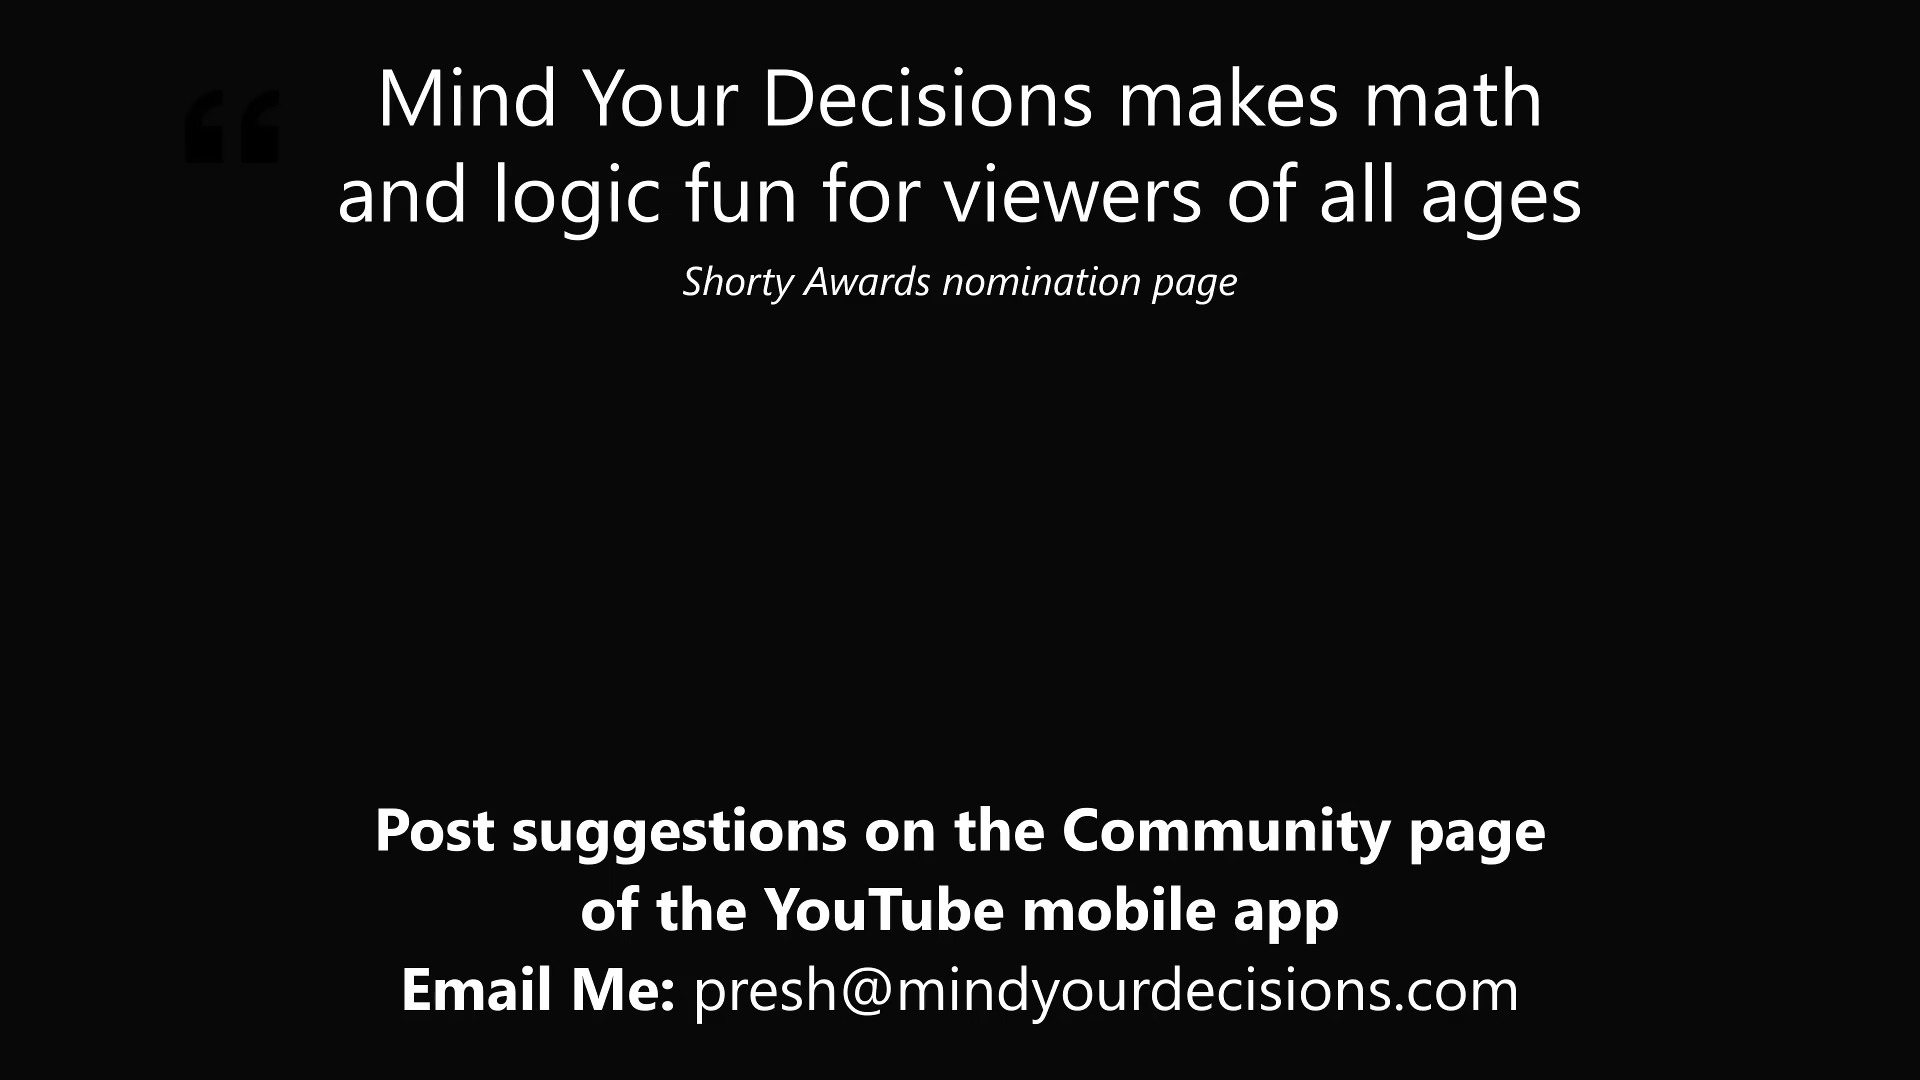 “ Mind Your Decisions makes math
and logic fun for viewers of all ages
Shorty Awards nomination page
Post suggestions on the Community page
of the YouTube mobile app
Email Me: presh@mindyourdecisions.com